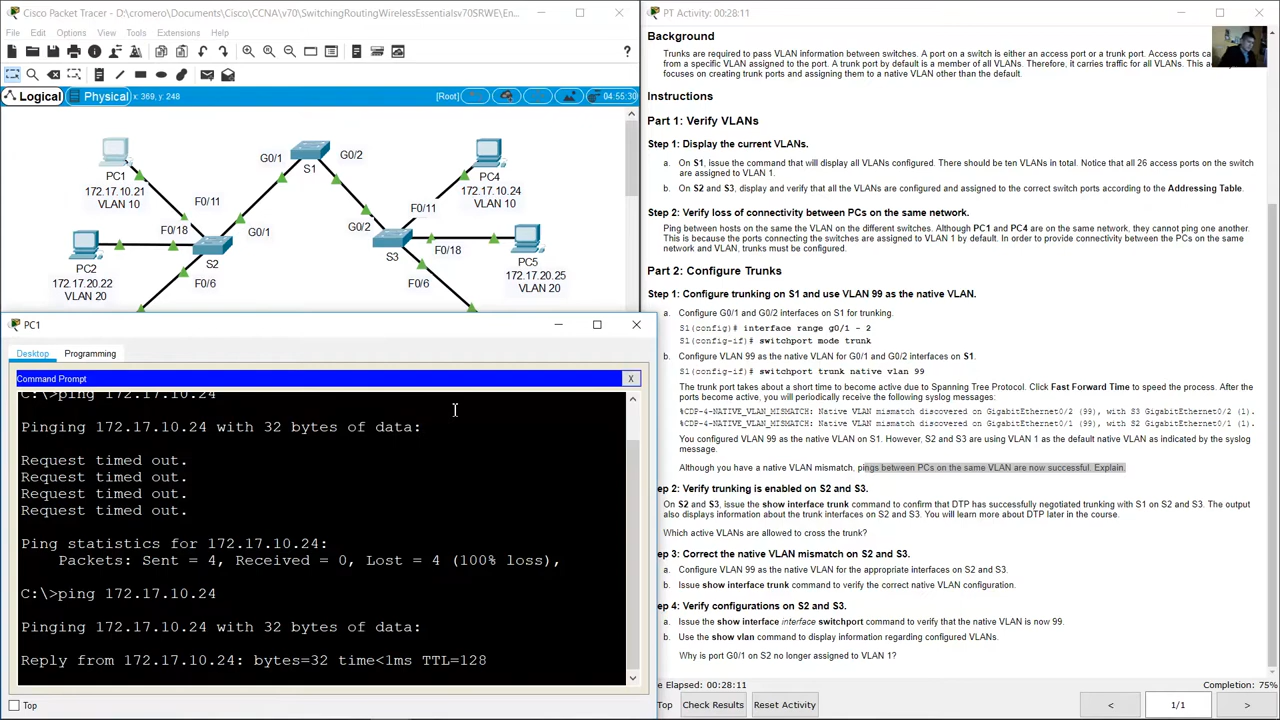 Cisco Packet Tracer - C:\Users\cromero\Documents\Cisco\CCNA\v70\SwitchingRoutingWirelessEssentialsv70SRWE\En...
File Edit Options View Tools Extensions Help
Logical Physical x: 369, y: 248 [Root] 04:55:30
PC1
172.17.10.21
VLAN 10
G0/1
G0/2
S1
PC4
172.17.10.24
VLAN 10
F0/11
F0/11
F0/18
G0/1
G0/2
F0/18
PC2
172.17.20.22
VLAN 20
S2
F0/6
S3
F0/6
PC5
172.17.20.25
VLAN 20
PC1
Desktop Programming
Command Prompt X
C:\>ping 172.17.10.24
Pinging 172.17.10.24 with 32 bytes of data:
Request timed out.
Request timed out.
Request timed out.
Request timed out.
Ping statistics for 172.17.10.24:
Packets: Sent = 4, Received = 0, Lost = 4 (100% loss),
C:\>ping 172.17.10.24
Pinging 172.17.10.24 with 32 bytes of data:
Reply from 172.17.10.24: bytes=32 time<1ms TTL=128
Top
PT Activity: 00:28:11
Background
Trunks are required to pass VLAN information between switches. A port on a switch is either an access port or a trunk port. Access ports ca
from a specific VLAN assigned to the port. A trunk port by default is a member of all VLANs. Therefore, it carries traffic for all VLANs. This a
focuses on creating trunk ports and assigning them to a native VLAN other than the default.
Instructions
Part 1: Verify VLANs
Step 1: Display the current VLANs.
a. On S1, issue the command that will display all VLANs configured. There should be ten VLANs in total. Notice that all 26 access ports on the switch
are assigned to VLAN 1.
b. On S2 and S3, display and verify that all the VLANs are configured and assigned to the correct switch ports according to the Addressing Table.
Step 2: Verify loss of connectivity between PCs on the same network.
Ping between hosts on the same the VLAN on the different switches. Although PC1 and PC4 are on the same network, they cannot ping one another.
This is because the ports connecting the switches are assigned to VLAN 1 by default. In order to provide connectivity between the PCs on the same
network and VLAN, trunks must be configured.
Part 2: Configure Trunks
Step 1: Configure trunking on S1 and use VLAN 99 as the native VLAN.
a. Configure G0/1 and G0/2 interfaces on S1 for trunking.
S1(config)# interface range g0/1 - 2
S1(config-if)# switchport mode trunk
b. Configure VLAN 99 as the native VLAN for G0/1 and G0/2 interfaces on S1.
S1(config-if)# switchport trunk native vlan 99
The trunk port takes about a short time to become active due to Spanning Tree Protocol. Click Fast Forward Time to speed the process. After the
ports become active, you will periodically receive the following syslog messages:
%CDP-4-NATIVE_VLAN_MISMATCH: Native VLAN mismatch discovered on GigabitEthernet0/2 (99), with S3 GigabitEthernet0/2 (1).
%CDP-4-NATIVE_VLAN_MISMATCH: Native VLAN mismatch discovered on GigabitEthernet0/1 (99), with S2 GigabitEthernet0/1 (1).
You configured VLAN 99 as the native VLAN on S1. However, S2 and S3 are using VLAN 1 as the default native VLAN as indicated by the syslog
message.
Although you have a native VLAN mismatch, pings between PCs on the same VLAN are now successful. Explain.
ep 2: Verify trunking is enabled on S2 and S3.
On S2 and S3, issue the show interface trunk command to confirm that DTP has successfully negotiated trunking with S1 on S2 and S3. The output
also displays information about the trunk interfaces on S2 and S3. You will learn more about DTP later in the course.
Which active VLANs are allowed to cross the trunk?
ep 3: Correct the native VLAN mismatch on S2 and S3.
a. Configure VLAN 99 as the native VLAN for the appropriate interfaces on S2 and S3.
b. Issue show interface trunk command to verify the correct native VLAN configuration.
ep 4: Verify configurations on S2 and S3.
a. Issue the show interface interface switchport command to verify that the native VLAN is now 99.
b. Use the show vlan command to display information regarding configured VLANs.
Why is port G0/1 on S2 no longer assigned to VLAN 1?
e Elapsed: 00:28:11 Completion: 75%
Top Check Results Reset Activity < 1/1 >